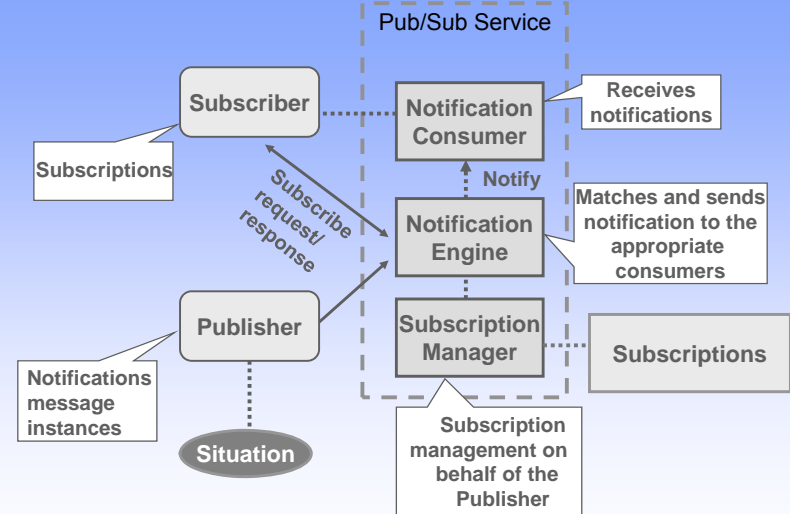 Pub/Sub Service
Subscriber
Notification
Consumer
Receives
notifications
Subscriptions
Subscribe
request/
response
Notify
Notification
Engine
Matches and sends
notification to the
appropriate
consumers
Publisher
Subscription
Manager
Subscriptions
Notifications
message
instances
Situation
Subscription
management on
behalf of the
Publisher